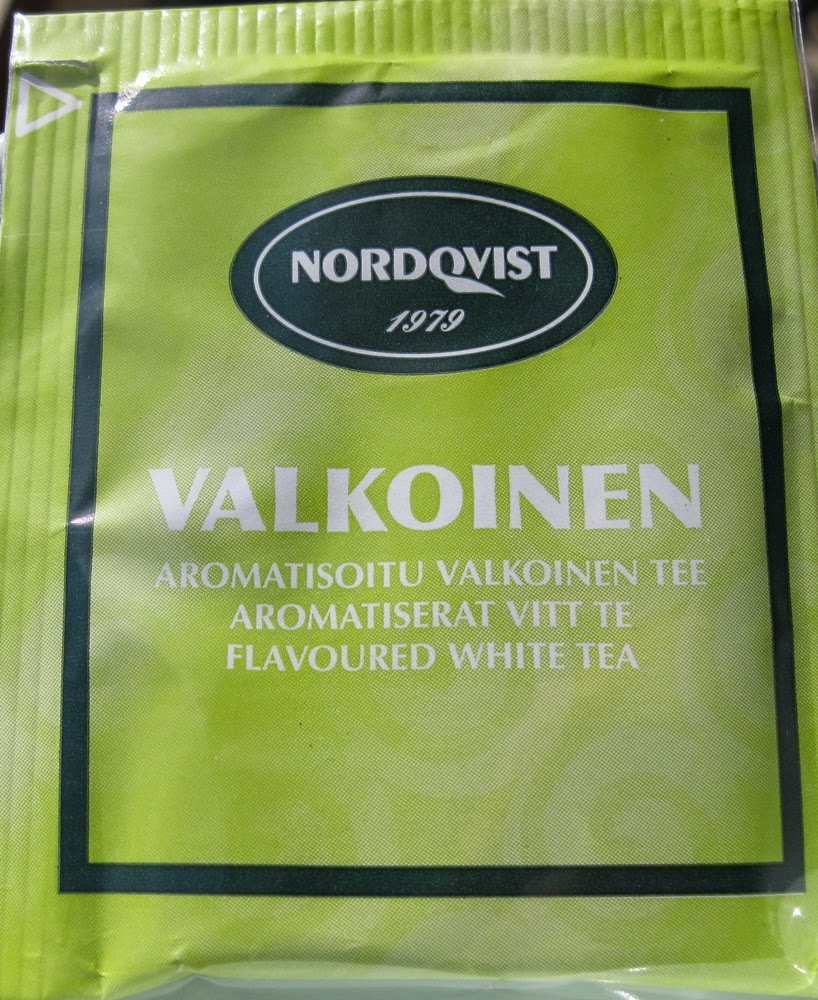 NORDQVIST
1979
VALKOINEN
AROMATISOITU VALKOINEN TEE
AROMATISERAT VITT TE
FLAVOURED WHITE TEA